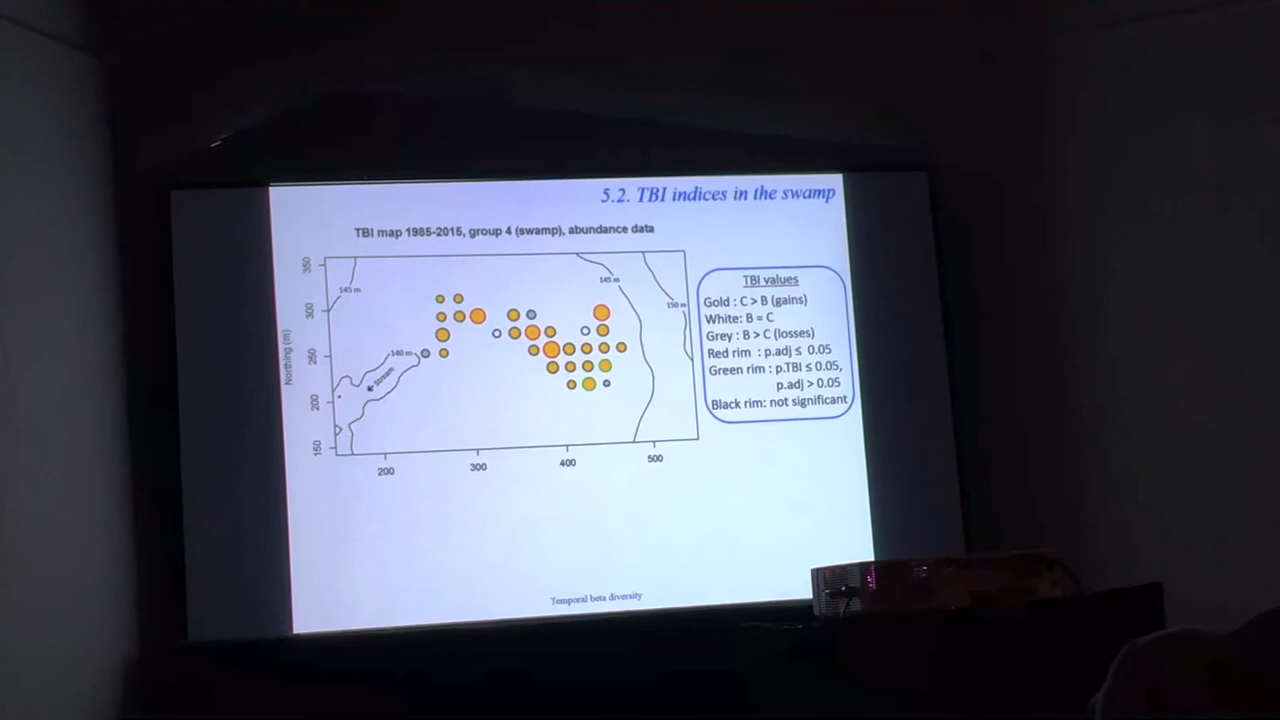 5.2. TBI indices in the swamp
TBI map 1985-2015, group 4 (swamp), abundance data
Northing (m)
350
300
250
200
150
200
300
400
500
145 m
140 m
Stream
145 m
150 m
TBI values
Gold : C > B (gains)
White: B = C
Grey : B > C (losses)
Red rim : p.adj ≤ 0.05
Green rim : p.TBI ≤ 0.05,
p.adj > 0.05
Black rim: not significant
Temporal beta diversity